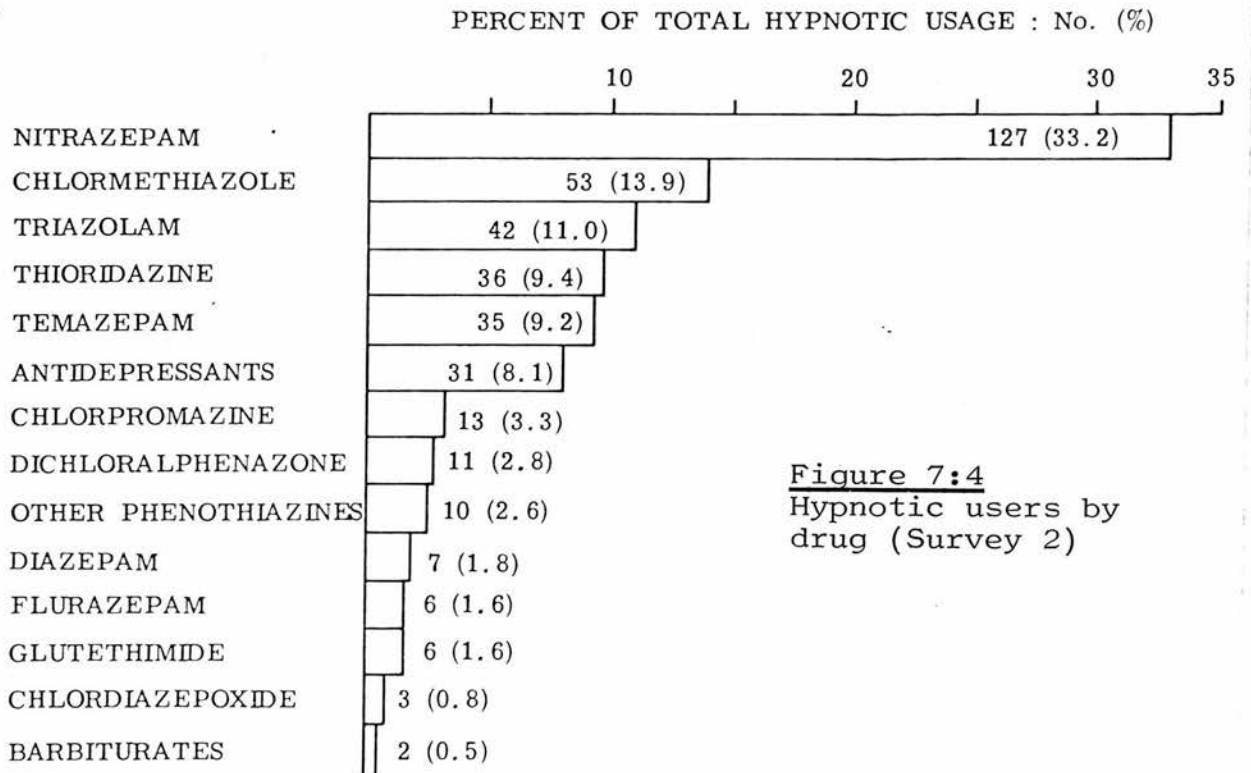 PERCENT OF TOTAL HYPNOTIC USAGE : No. (%)
10 20 30 35
NITRAZEPAM 127 (33.2)
CHLORMETHIAZOLE 53 (13.9)
TRIAZOLAM 42 (11.0)
THIORIDAZINE 36 (9.4)
TEMAZEPAM 35 (9.2)
ANTIDEPRESSANTS 31 (8.1)
CHLORPROMAZINE 13 (3.3)
DICHLORALPHENAZONE 11 (2.8)
OTHER PHENOTHIAZINES 10 (2.6)
DIAZEPAM 7 (1.8)
FLURAZEPAM 6 (1.6)
GLUTETHIMIDE 6 (1.6)
CHLORDIAZEPOXIDE 3 (0.8)
BARBITURATES 2 (0.5)
Figure 7:4
Hypnotic users by
drug (Survey 2)